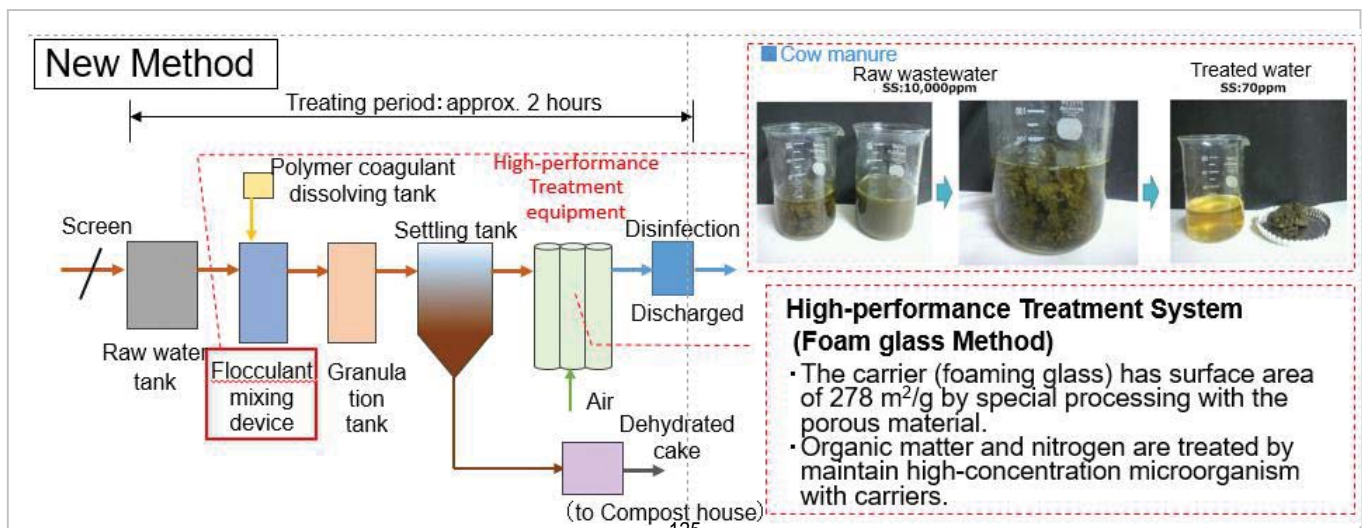 New Method
Treating period: approx. 2 hours
Screen
Polymer coagulant
dissolving tank
High-performance
Treatment
equipment
Settling tank
Disinfection
Discharged
Raw water
tank
Flocculant
mixing
device
Granula
tion
tank
Air
Dehydrated
cake
(to Compost house)
Cow manure
Raw wastewater
SS:10,000ppm
Treated water
SS:70ppm
High-performance Treatment System
(Foam glass Method)
・The carrier (foaming glass) has surface area
of 278 m²/g by special processing with the
porous material.
・Organic matter and nitrogen are treated by
maintain high-concentration microorganism
with carriers.